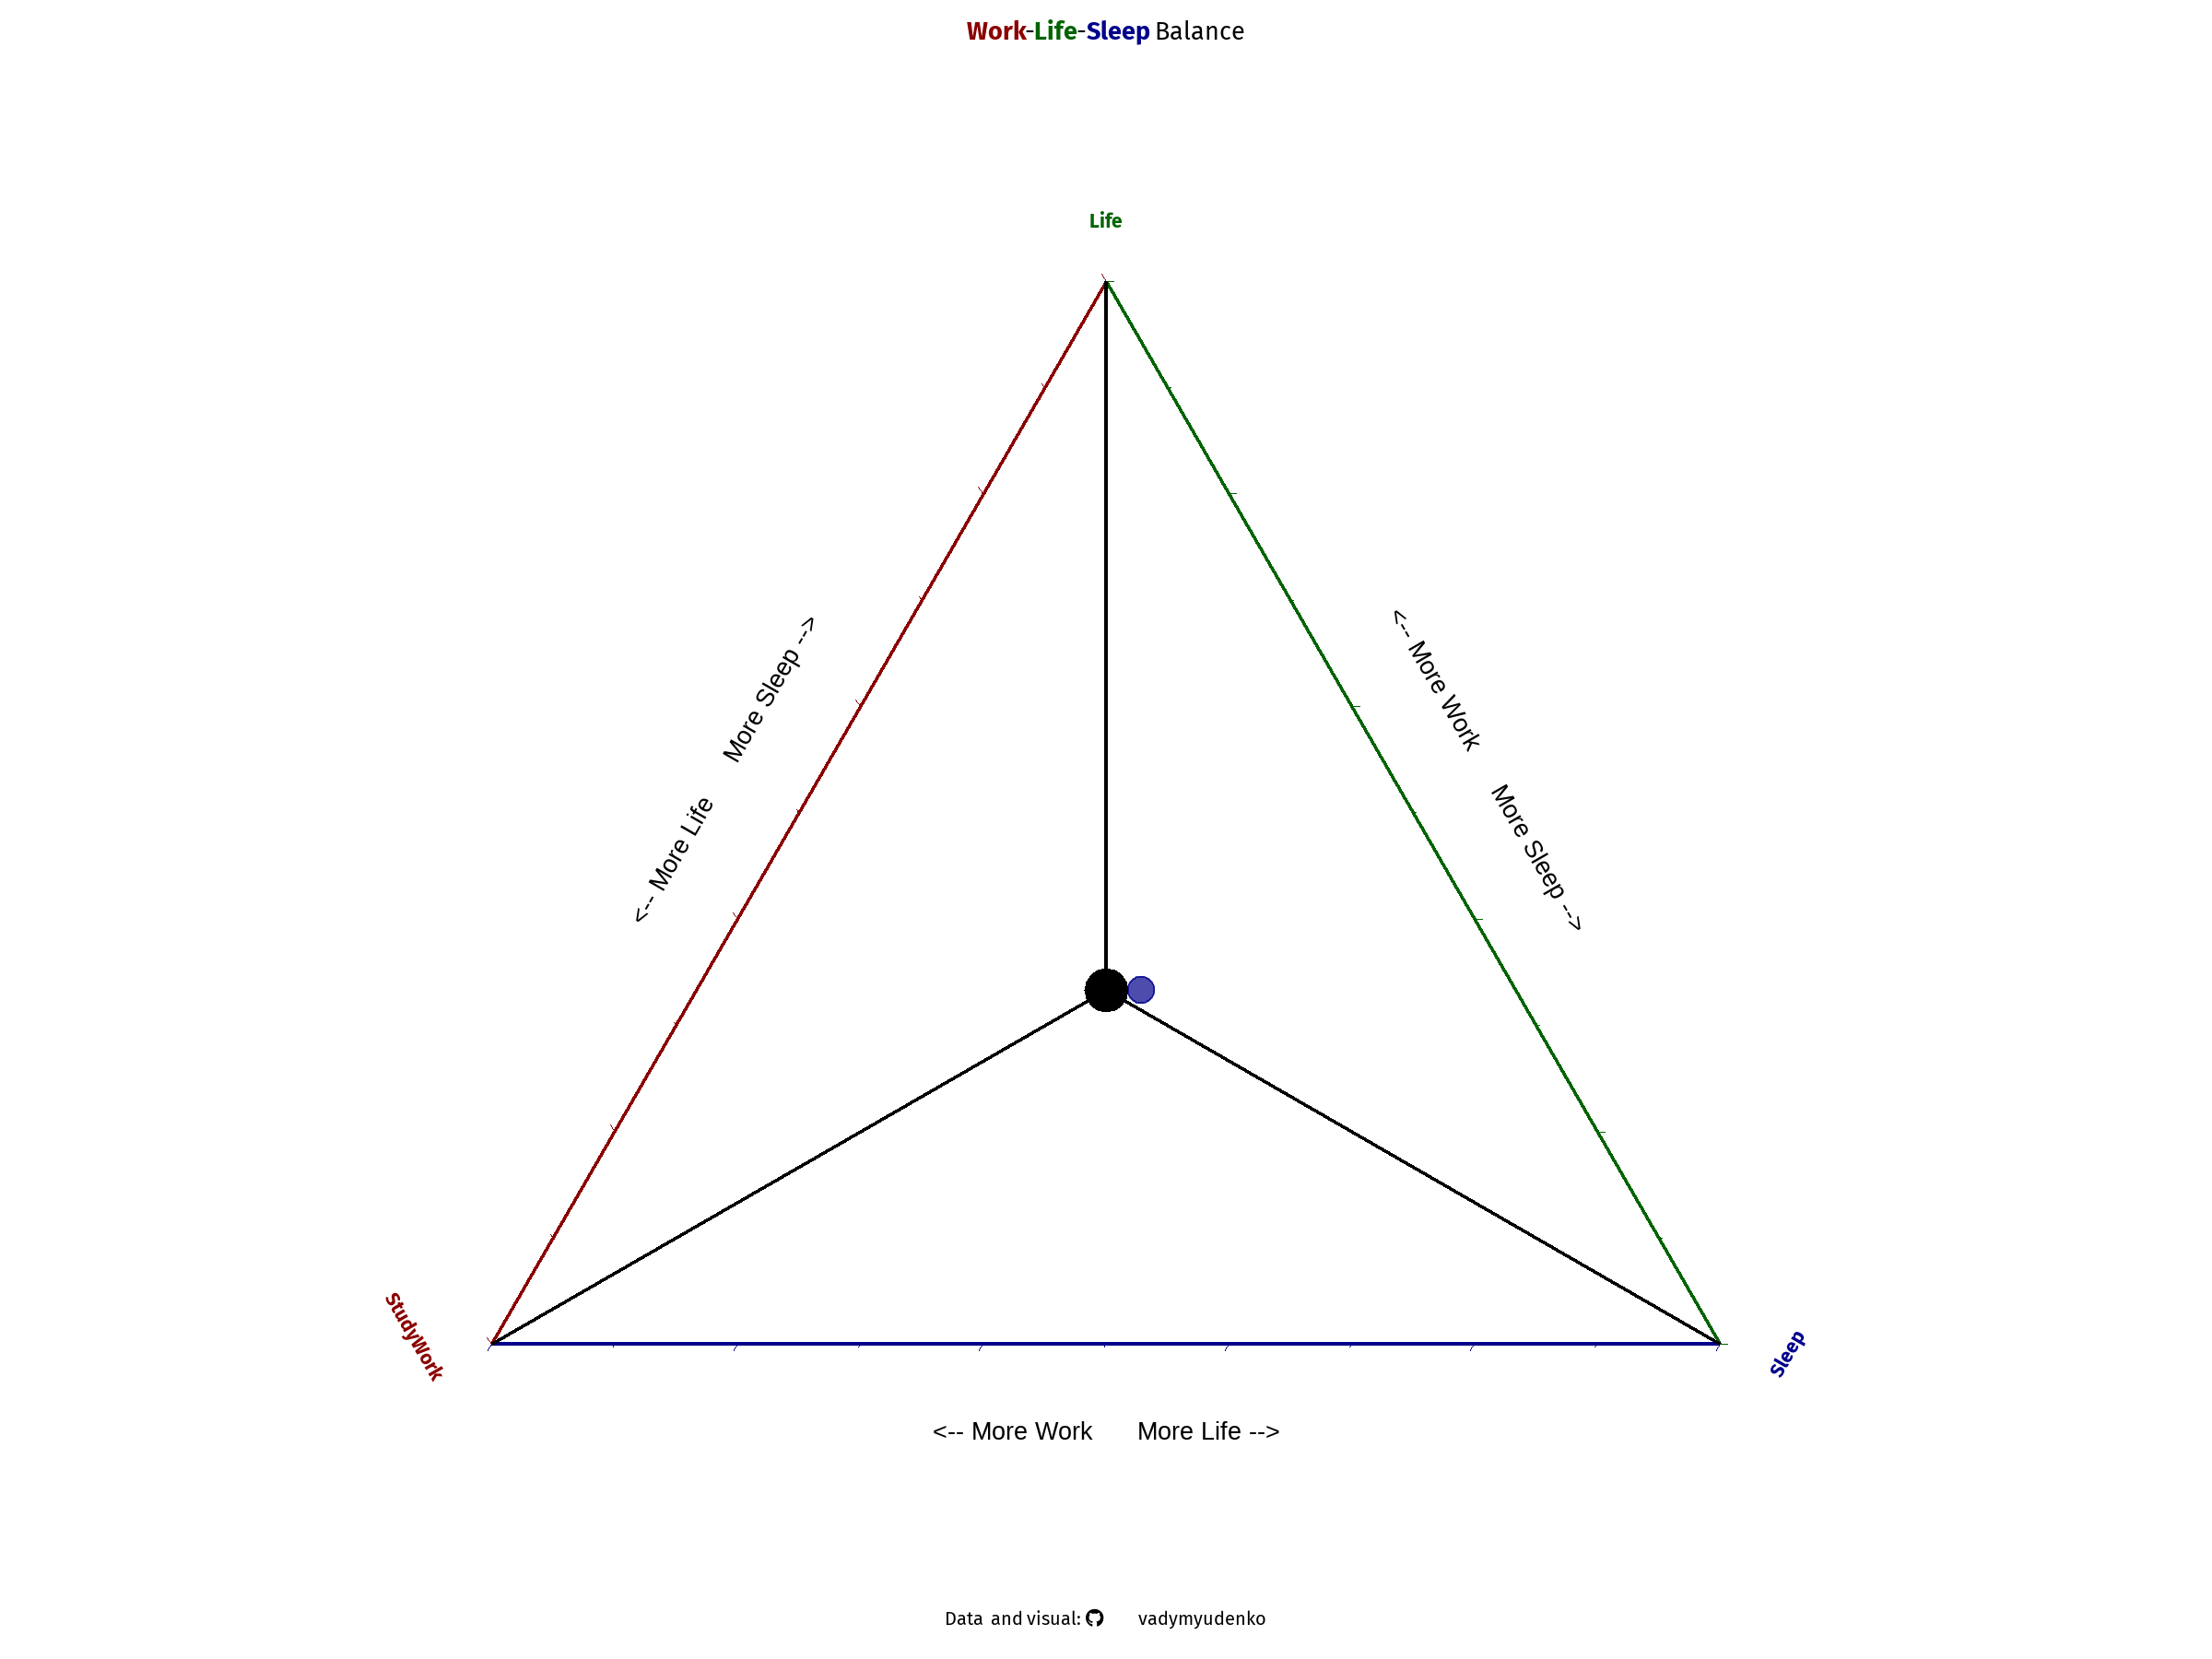 Work-Life-Sleep Balance
Life
<-- More Life More Sleep -->
<-- More Work More Sleep -->
StudyWork
Sleep
<-- More Work More Life -->
Data and visual: vadymyudenko